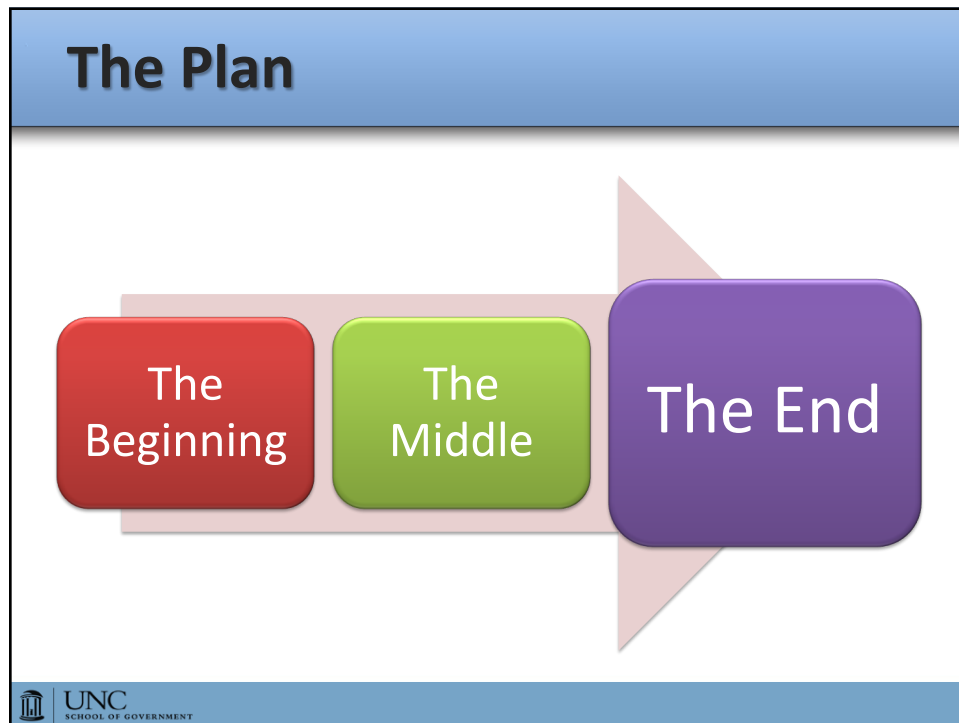 The Plan
The
Beginning
The
Middle
The End
UNC
SCHOOL OF GOVERNMENT